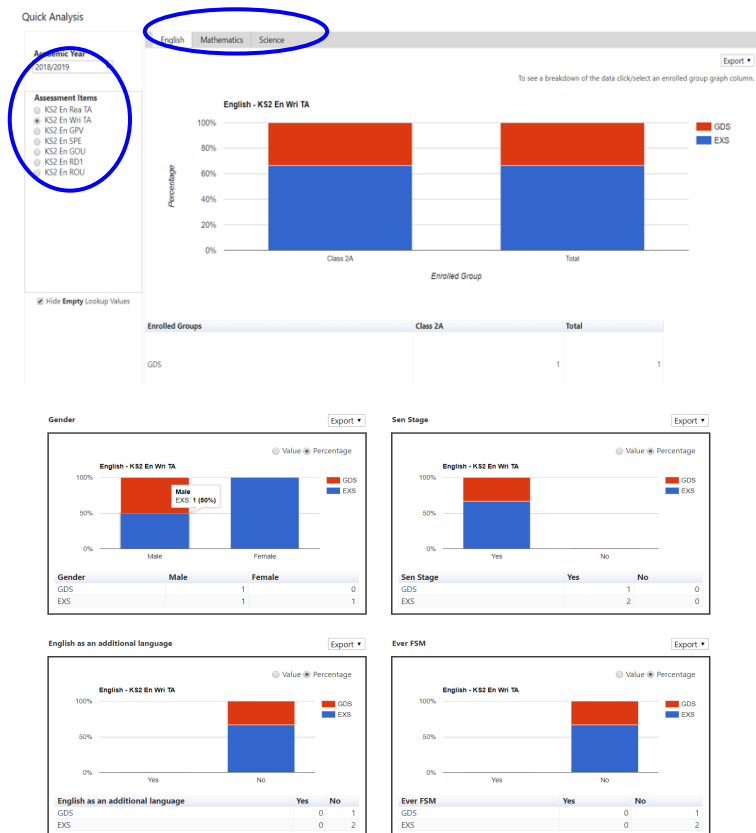 Quick Analysis
Academic Year
2018/2019
Assessment Items
KS2 En Rea TA
KS2 En Wri TA
KS2 En GPV
KS2 En SPE
KS2 En GOU
KS2 En RD1
KS2 En ROU
Hide Empty Lookup Values
English Mathematics Science
Export
To see a breakdown of the data click/select an enrolled group graph column.
English - KS2 En Wri TA
100%
80%
60%
40%
20%
0%
Percentage
Class 2A Total
Enrolled Group
GDS
EXS
Enrolled Groups Class 2A Total
GDS 1 1
Gender Export
Value Percentage
English - KS2 En Wri TA
100%
50%
0%
Male
EXS: 1 (50%)
GDS
EXS
Male Female
Gender Male Female
GDS 1 0
EXS 1 1
Sen Stage Export
Value Percentage
English - KS2 En Wri TA
100%
50%
0%
GDS
EXS
Yes No
Sen Stage Yes No
GDS 1 0
EXS 2 0
English as an additional language Export
Value Percentage
English - KS2 En Wri TA
100%
50%
0%
GDS
EXS
Yes No
English as an additional language Yes No
GDS 0 1
EXS 0 2
Ever FSM Export
Value Percentage
English - KS2 En Wri TA
100%
50%
0%
GDS
EXS
Yes No
Ever FSM Yes No
GDS 0 1
EXS 0 2